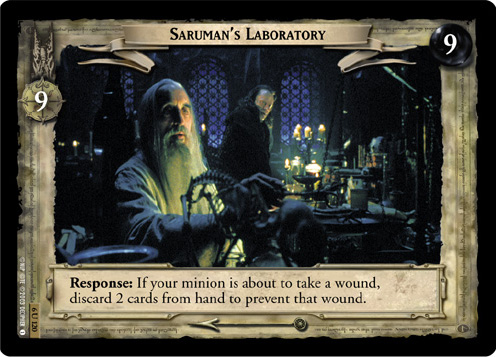 SARUMAN'S LABORATORY
9
9
Response: If your minion is about to take a wound,
discard 2 cards from hand to prevent that wound.